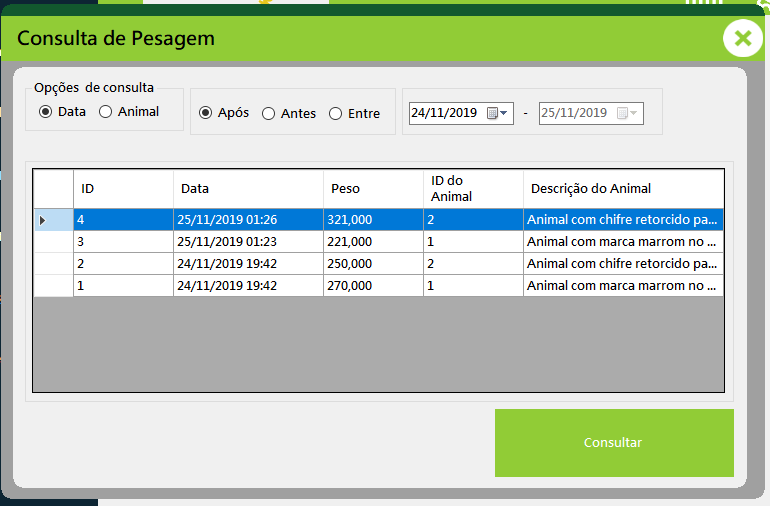 Consulta de Pesagem
Opções de consulta
Data Animal Após Antes Entre 24/11/2019 - 25/11/2019
ID Data Peso ID do Animal Descrição do Animal
4 25/11/2019 01:26 321,000 2 Animal com chifre retorcido pa...
3 25/11/2019 01:23 221,000 1 Animal com marca marrom no ...
2 24/11/2019 19:42 250,000 2 Animal com chifre retorcido pa...
1 24/11/2019 19:42 270,000 1 Animal com marca marrom no ...
Consultar